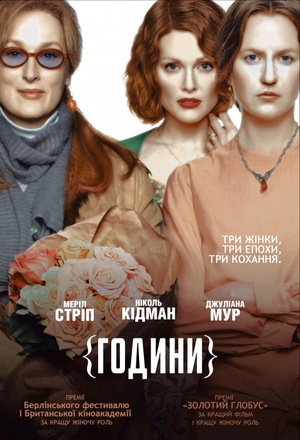 ТРИ ЖІНКИ,
ТРИ ЕПОХИ,
ТРИ КОХАННЯ.
МЕРІЛ
СТРІП
НІКОЛЬ
КІДМАН
ДЖУЛІАНА
МУР
{ГОДИНИ}
ПРЕМІЇ
Берлінського фестивалю
і Британської кіноакадемії
ЗА КРАЩУ ЖІНОЧУ РОЛЬ
ПРЕМІЇ
«ЗОЛОТИЙ ГЛОБУС»
ЗА КРАЩИЙ ФІЛЬМ
І КРАЩУ ЖІНОЧУ РОЛЬ